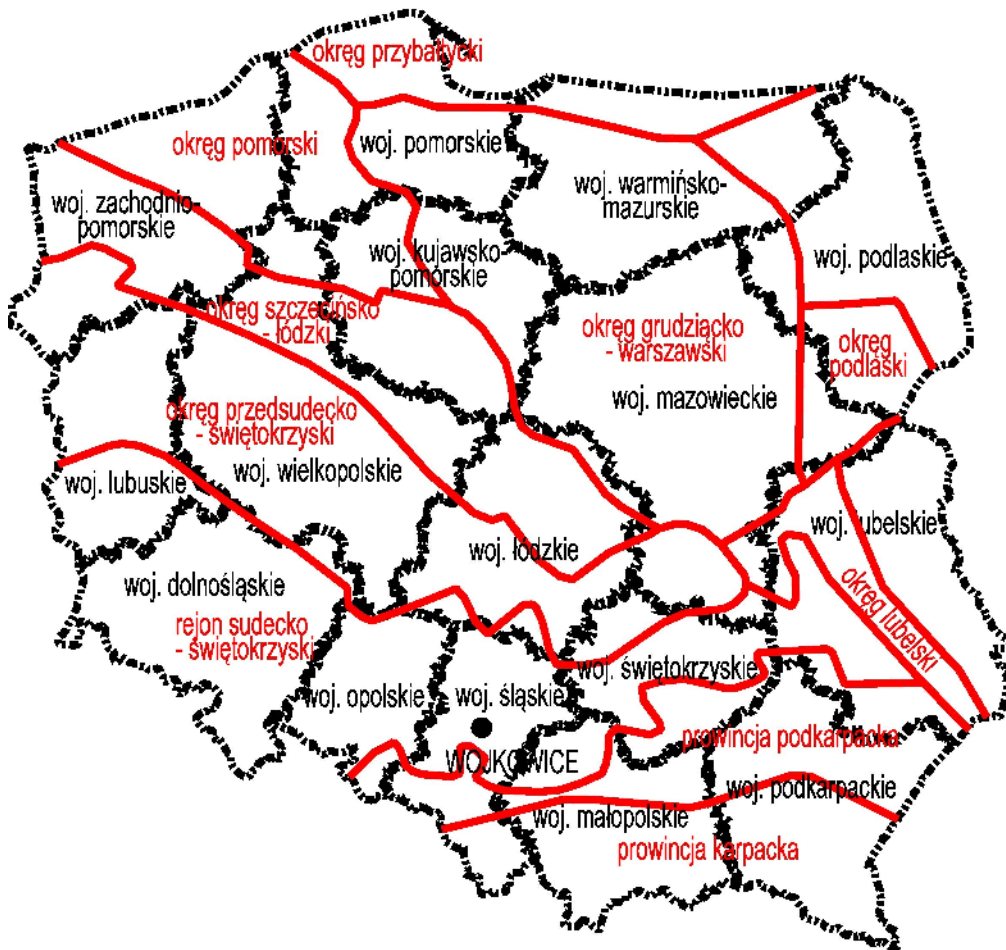 okręg przybałtycki
okręg pomorski
woj. pomorskie
woj. zachodnio-
pomorskie
woj. warmińsko-
mazurskie
woj. kujawsko-
pomorskie
woj. podlaskie
okręg szczecińsko
- łódzki
okręg grudziącko
- warszawski
okręg
podlaski
woj. mazowieckie
okręg przedsudecko
- świętokrzyski
woj. lubuskie
woj. wielkopolskie
woj. łódzkie
woj. lubelskie
woj. dolnośląskie
rejon sudecko
- świętokrzyski
okręg lubelski
woj. opolskie
woj. śląskie
woj. świętokrzyskie
WOJKOWICE
prowincja podkarpacka
woj. podkarpackie
woj. małopolskie
prowincja karpacka